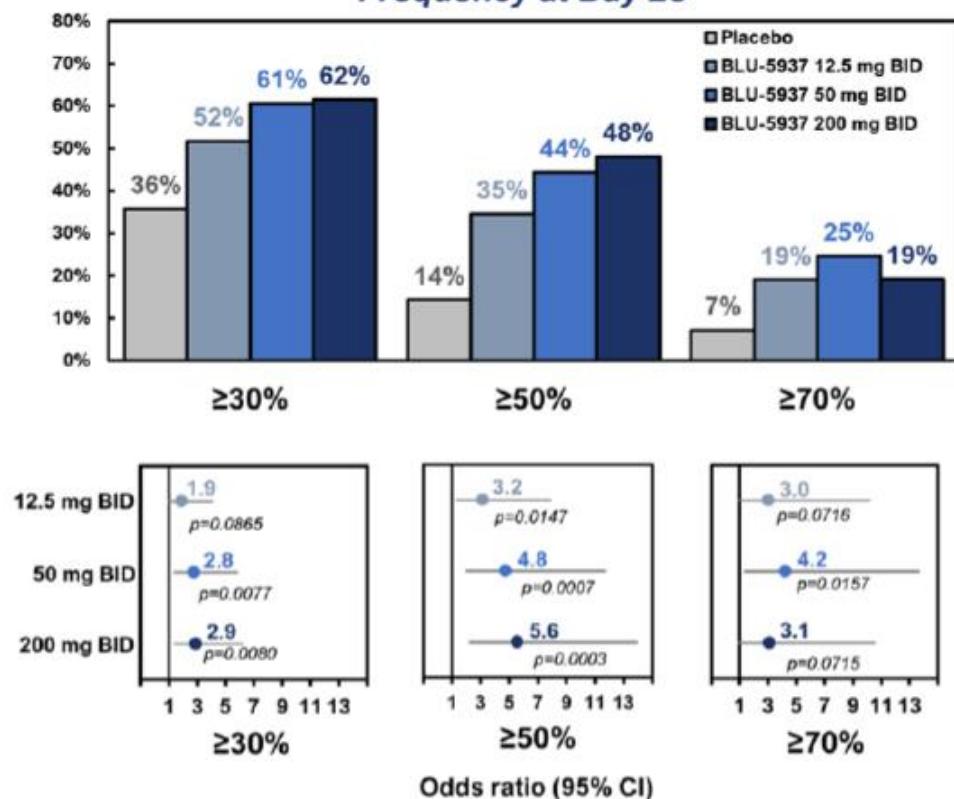 80%
70%
60%
50%
40%
30%
20%
10%
0%
Placebo
BLU-5937 12.5 mg BID
BLU-5937 50 mg BID
BLU-5937 200 mg BID
36%
52%
61%
62%
14%
35%
44%
48%
7%
19%
25%
19%
≥30% ≥50% ≥70%
12.5 mg BID
50 mg BID
200 mg BID
1.9
p=0.0865
2.8
p=0.0077
2.9
p=0.0080
1 3 5 7 9 11 13
≥30%
3.2
p=0.0147
4.8
p=0.0007
5.6
p=0.0003
1 3 5 7 9 11 13
≥50%
3.0
p=0.0716
4.2
p=0.0157
3.1
p=0.0715
1 3 5 7 9 11 13
≥70%
Odds ratio (95% CI)